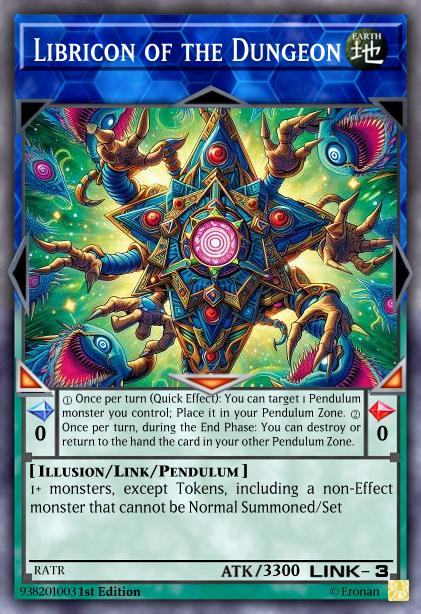 Libricon of the Dungeon
EARTH
地
① Once per turn (Quick Effect): You can target 1 Pendulum
monster you control; Place it in your Pendulum Zone. ②
Once per turn, during the End Phase: You can destroy or
return to the hand the card in your other Pendulum Zone.
0
0
[ Illusion/Link/Pendulum ]
1+ monsters, except Tokens, including a non-Effect
monster that cannot be Normal Summoned/Set
RATR
ATK/3300 LINK-3
938201003 1st Edition
© Eronan